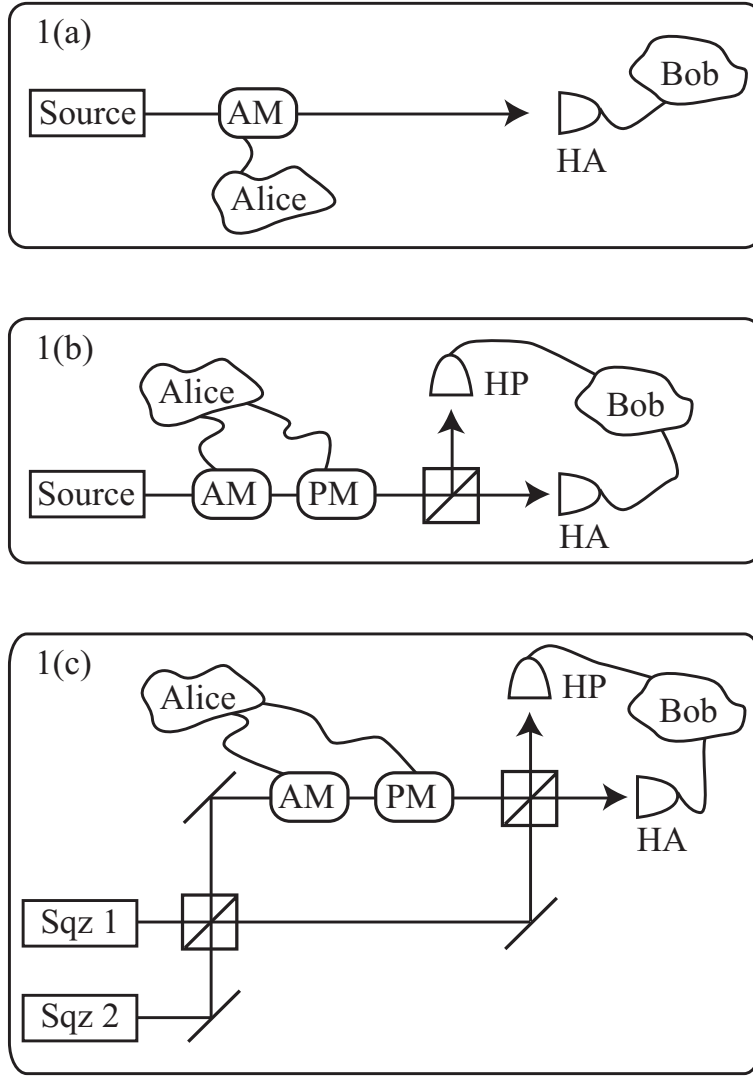 1(a)
Source
AM
Alice
HA
Bob
1(b)
Alice
HP
Bob
Source
AM
PM
HA
1(c)
Alice
HP
Bob
AM
PM
HA
Sqz 1
Sqz 2